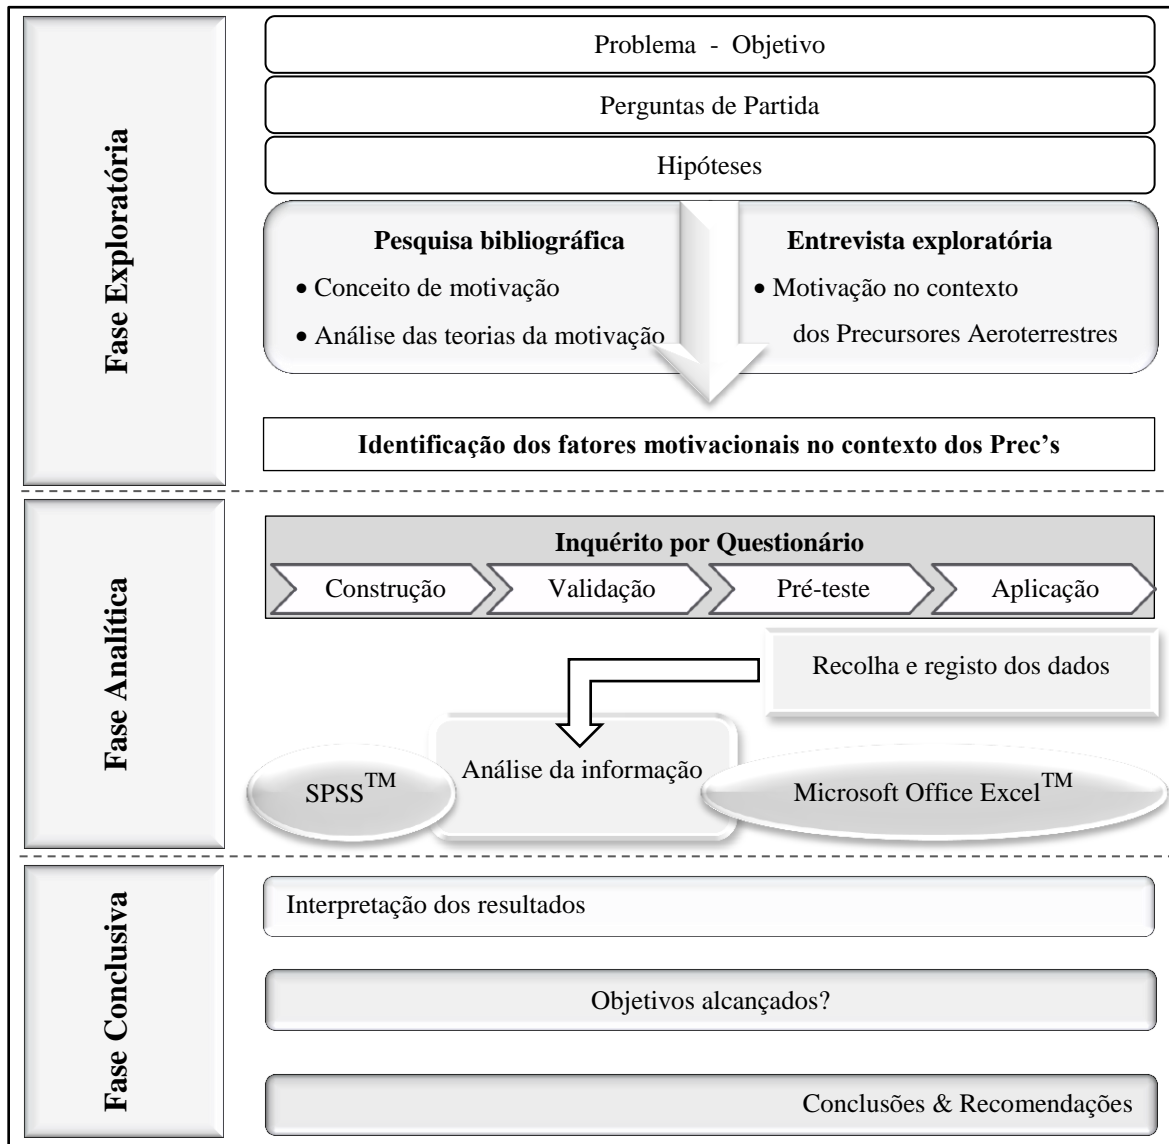 Fase Exploratória
Problema - Objetivo
Perguntas de Partida
Hipóteses
Pesquisa bibliográfica
• Conceito de motivação
• Análise das teorias da motivação
Entrevista exploratória
• Motivação no contexto
dos Precursores Aeroterrestres
Identificação dos fatores motivacionais no contexto dos Prec’s
Fase Analítica
Inquérito por Questionário
Construção
Validação
Pré-teste
Aplicação
Recolha e registo dos dados
Análise da informação
SPSS™
Microsoft Office Excel™
Fase Conclusiva
Interpretação dos resultados
Objetivos alcançados?
Conclusões & Recomendações